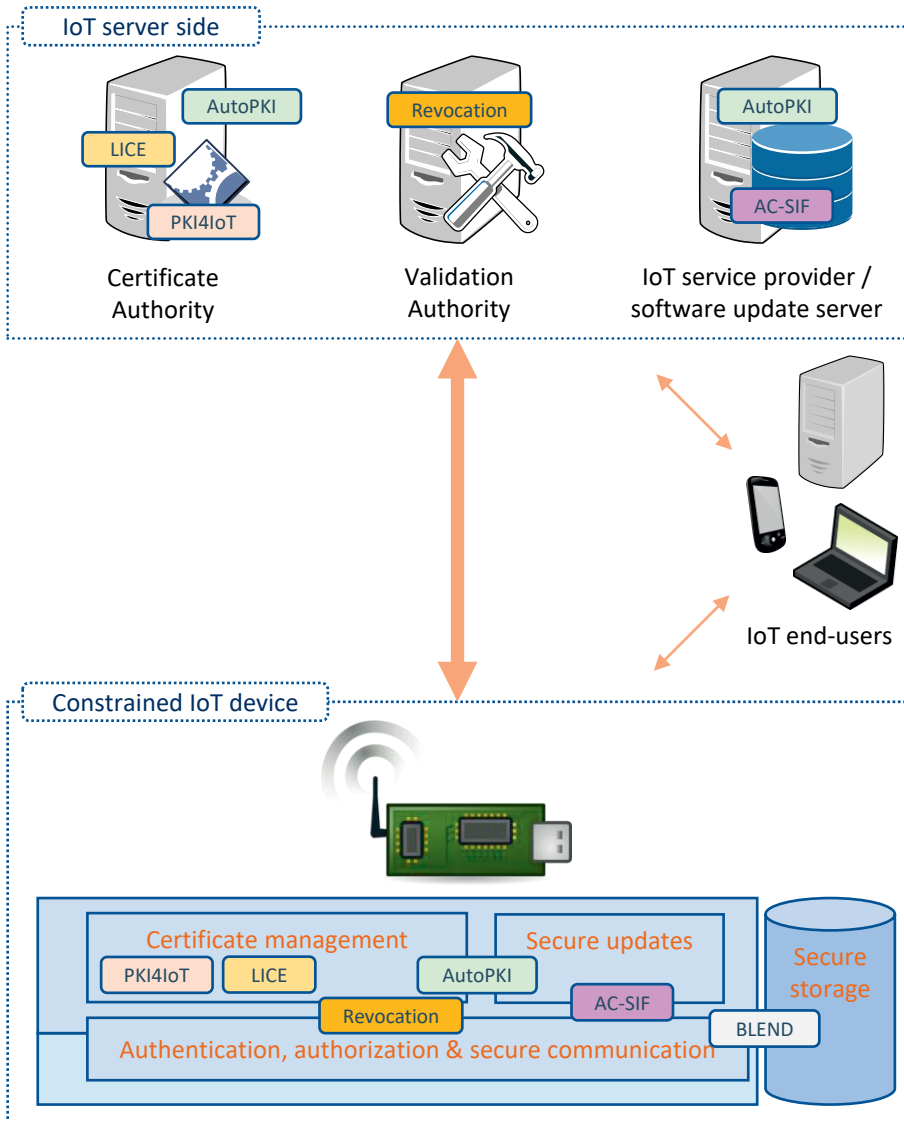 IoT server side
AutoPKI
LICE
PKI4IoT
Certificate
Authority
Revocation
Validation
Authority
AutoPKI
AC-SIF
IoT service provider /
software update server
IoT end-users
Constrained IoT device
Certificate management
PKI4IoT
LICE
AutoPKI
Secure updates
AC-SIF
Revocation
Authentication, authorization & secure communication
BLEND
Secure
storage